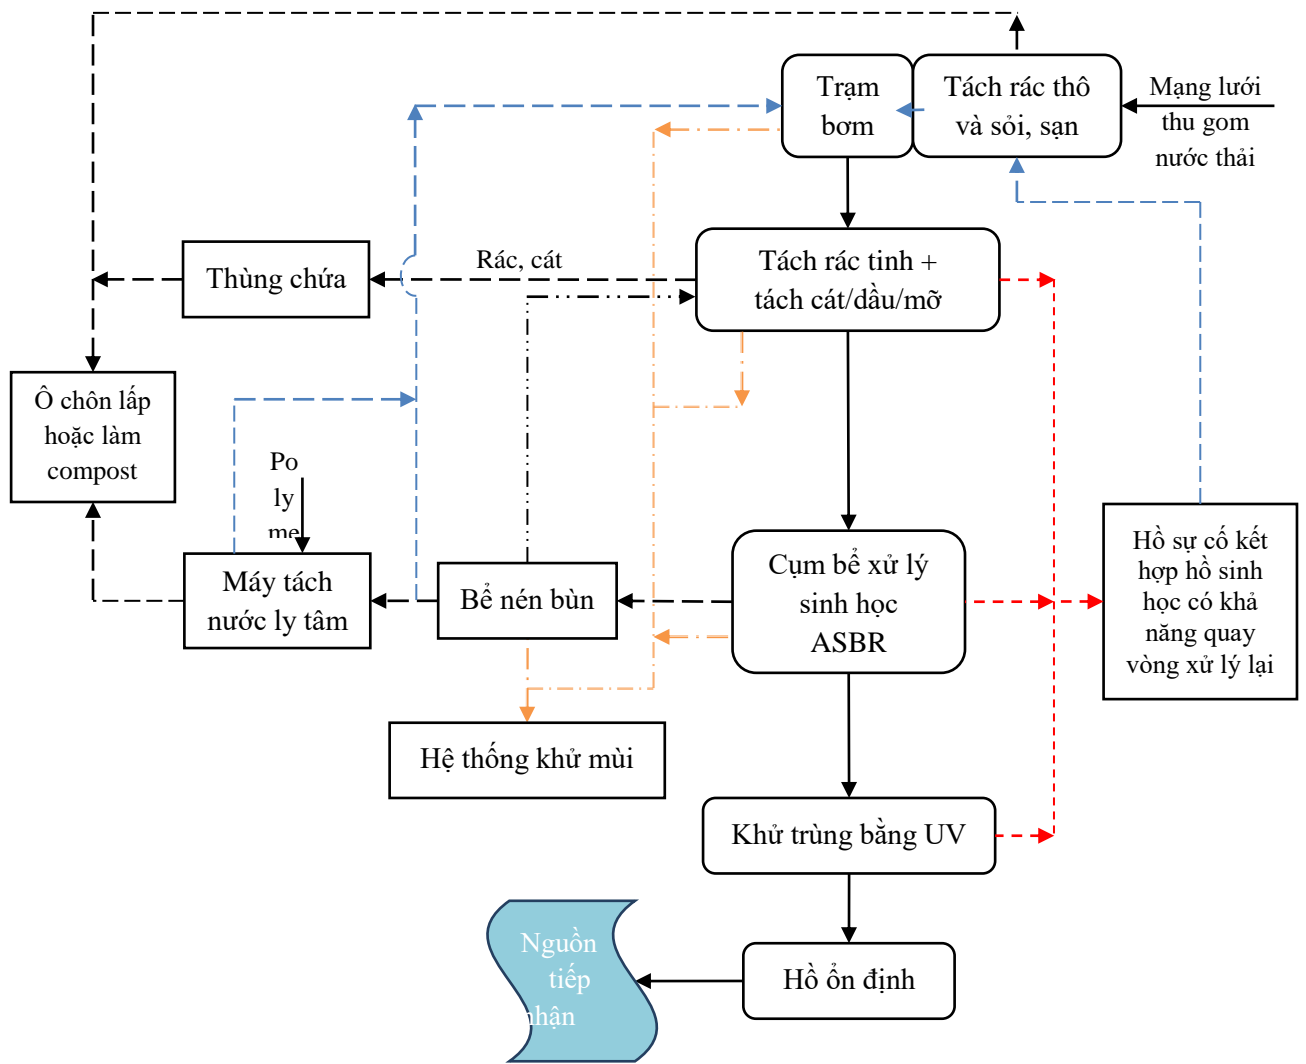 Trạm
bơm
Tách rác thô
và sỏi, sạn
Mạng lưới
thu gom
nước thải
Thùng chứa
Rác, cát
Tách rác tinh +
tách cát/dầu/mỡ
Ô chôn lấp
hoặc làm
compost
Po
ly
me
Máy tách
nước ly tâm
Bể nén bùn
Cụm bể xử lý
sinh học
ASBR
Hồ sự cố kết
hợp hồ sinh
học có khả
năng quay
vòng xử lý lại
Hệ thống khử mùi
Khử trùng bằng UV
Nguồn
tiếp
nhận
Hồ ổn định